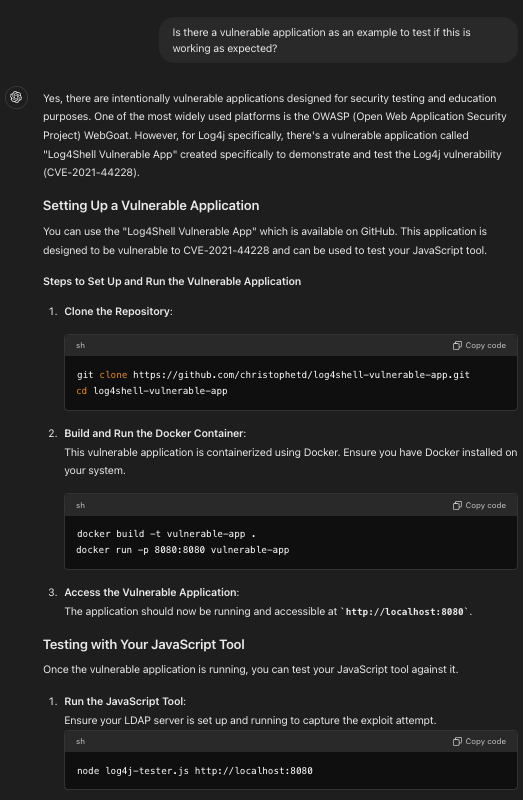 Is there a vulnerable application as an example to test if this is
working as expected?
Yes, there are intentionally vulnerable applications designed for security testing and education
purposes. One of the most widely used platforms is the OWASP (Open Web Application Security
Project) WebGoat. However, for Log4j specifically, there's a vulnerable application called
"Log4Shell Vulnerable App" created specifically to demonstrate and test the Log4j vulnerability
(CVE-2021-44228).
Setting Up a Vulnerable Application
You can use the "Log4Shell Vulnerable App" which is available on GitHub. This application is
designed to be vulnerable to CVE-2021-44228 and can be used to test your JavaScript tool.
Steps to Set Up and Run the Vulnerable Application
1. Clone the Repository:
sh
Copy code
git clone https://github.com/christophetd/log4shell-vulnerable-app.git
cd log4shell-vulnerable-app
2. Build and Run the Docker Container:
This vulnerable application is containerized using Docker. Ensure you have Docker installed on
your system.
sh
Copy code
docker build -t vulnerable-app .
docker run -p 8080:8080 vulnerable-app
3. Access the Vulnerable Application:
The application should now be running and accessible at `http://localhost:8080`.
Testing with Your JavaScript Tool
Once the vulnerable application is running, you can test your JavaScript tool against it.
1. Run the JavaScript Tool:
Ensure your LDAP server is set up and running to capture the exploit attempt.
sh
Copy code
node log4j-tester.js http://localhost:8080